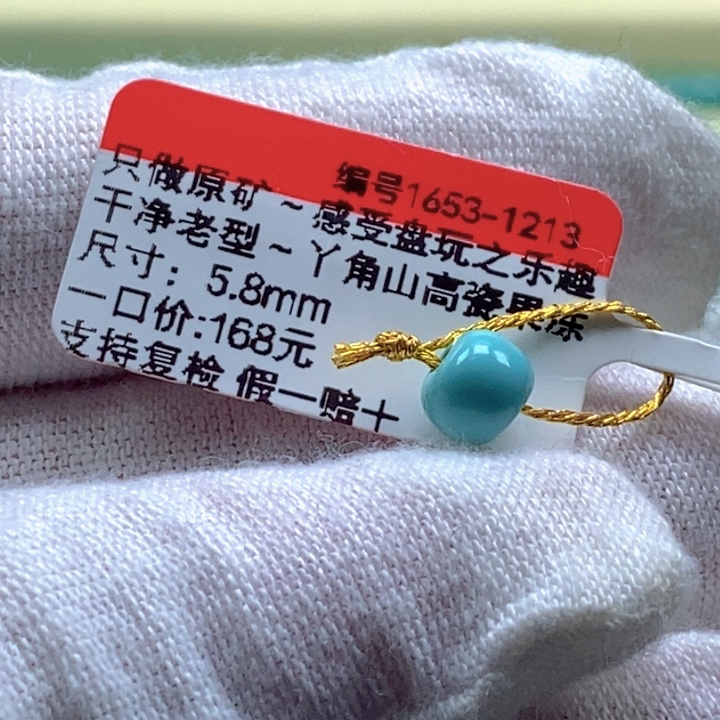 编号1653-1213
只做原矿~感受盘玩之乐趣
干净老型~丫角山高瓷果冻
尺寸：5.8mm
一口价:168元
支持复检 假一赔十